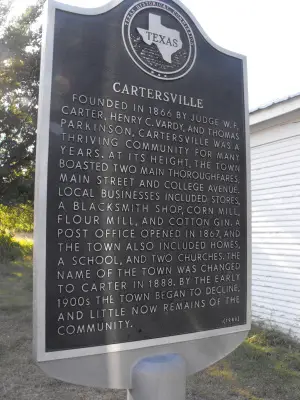 TEXAS
CARTERSVILLE
FOUNDED IN 1866 BY JUDGE W. F.
CARTER, HENRY C. VARDY, AND THOMAS
PARKINSON, CARTERSVILLE WAS A
THRIVING COMMUNITY FOR MANY
YEARS. AT ITS HEIGHT, THE TOWN
BOASTED TWO MAIN THOROUGHFARES,
MAIN STREET AND COLLEGE AVENUE.
LOCAL BUSINESSES INCLUDED STORES,
A BLACKSMITH SHOP, CORN MILL,
FLOUR MILL, AND COTTON GIN. A
POST OFFICE OPENED IN 1867, AND
THE TOWN ALSO INCLUDED HOMES,
A SCHOOL, AND TWO CHURCHES. THE
NAME OF THE TOWN WAS CHANGED
TO CARTER IN 1888. BY THE EARLY
1900s THE TOWN BEGAN TO DECLINE,
AND LITTLE NOW REMAINS OF THE
COMMUNITY.